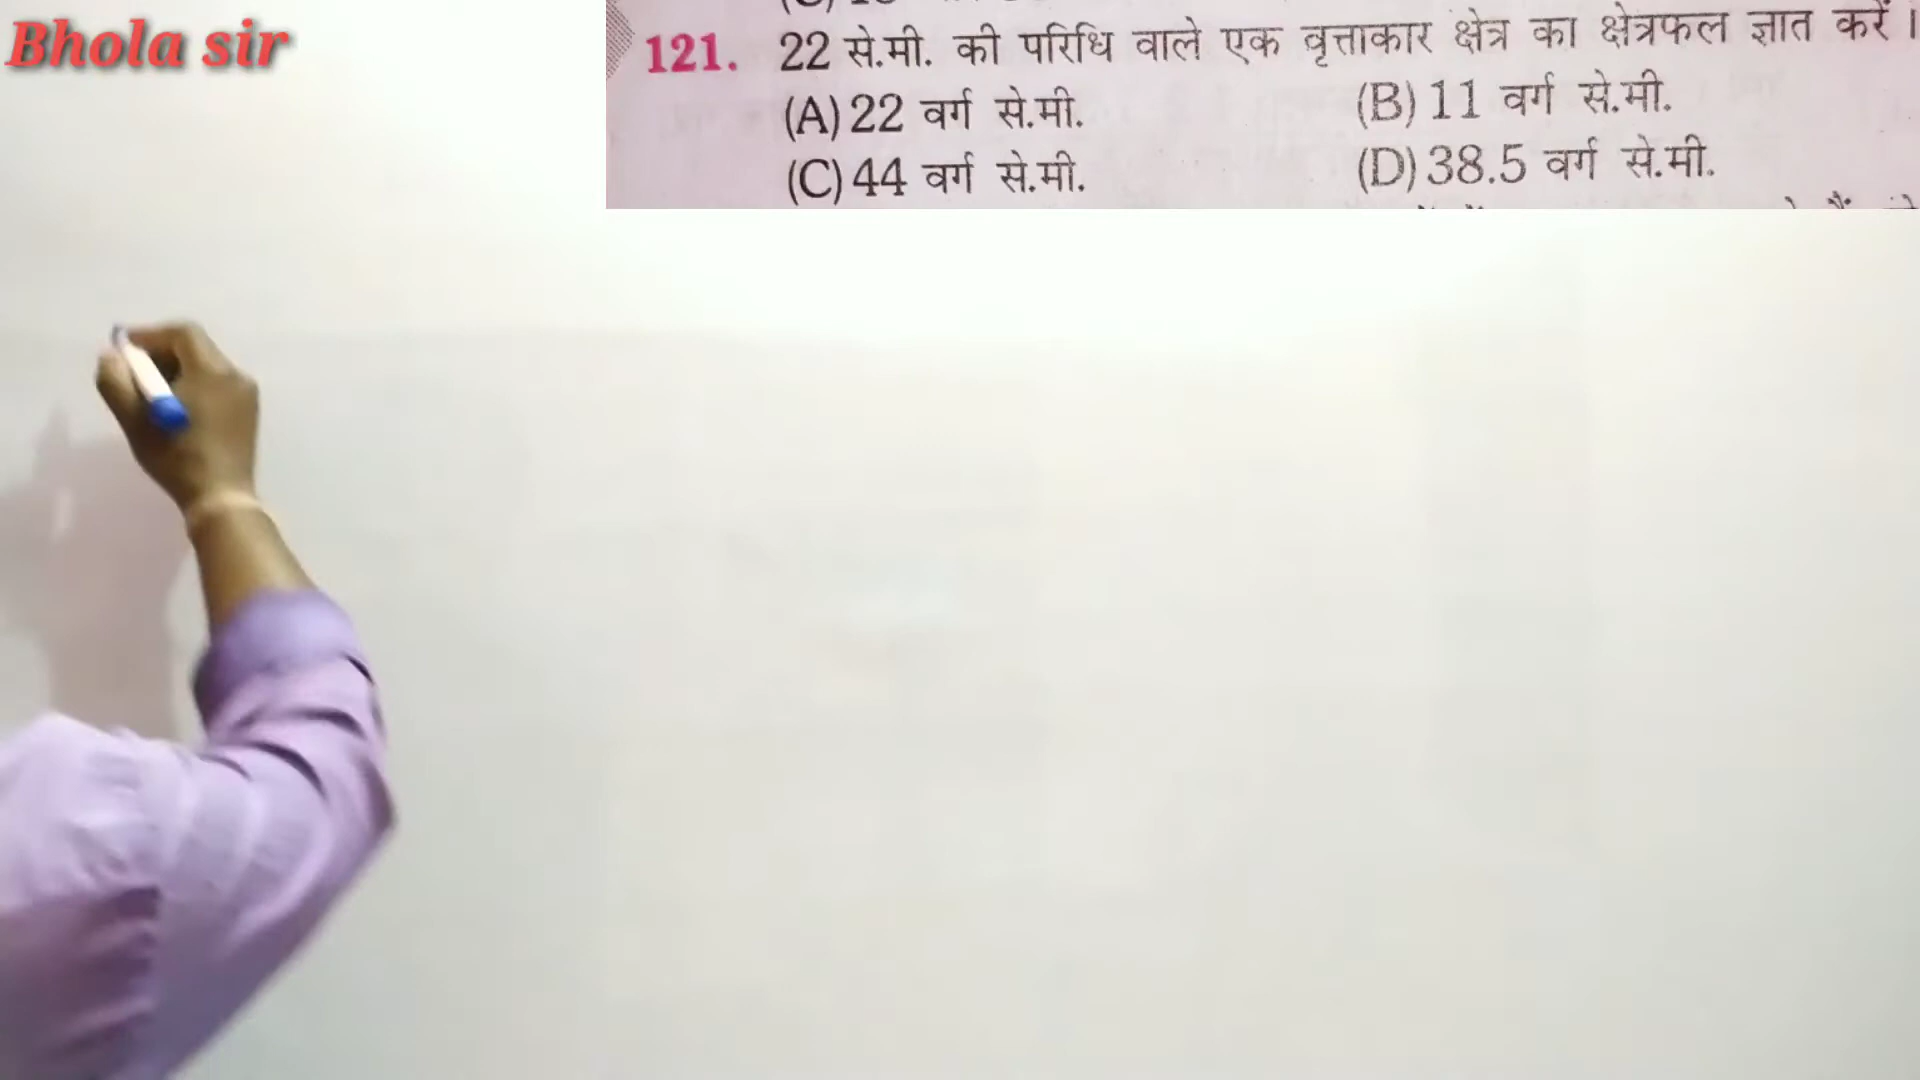 Bhola sir
121. 22 से.मी. की परिधि वाले एक वृत्ताकार क्षेत्र का क्षेत्रफल ज्ञात करें।
(A) 22 वर्ग से.मी. (B) 11 वर्ग से.मी.
(C) 44 वर्ग से.मी. (D) 38.5 वर्ग से.मी.